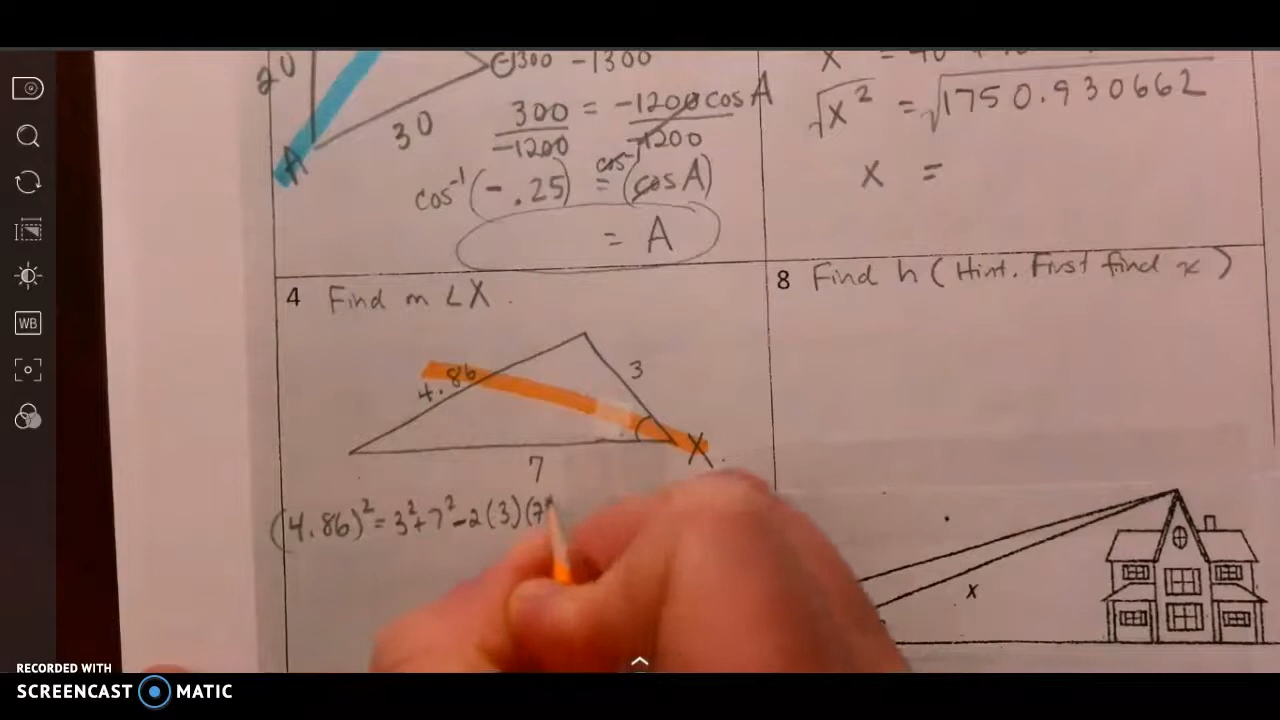 20
30
-300 -1300
300 = -1200 cos A
-1200 -1200
cos⁻¹(-.25) = cos⁻¹(cos A)
= A
√x² = √1750.930662
x =
4 Find m ∠X.
4.86
3
7
X
(4.86)² = 3² + 7² - 2(3)(7
8 Find h (Hint. First find x)
x
A
WB
RECORDED WITH
SCREENCAST MATIC